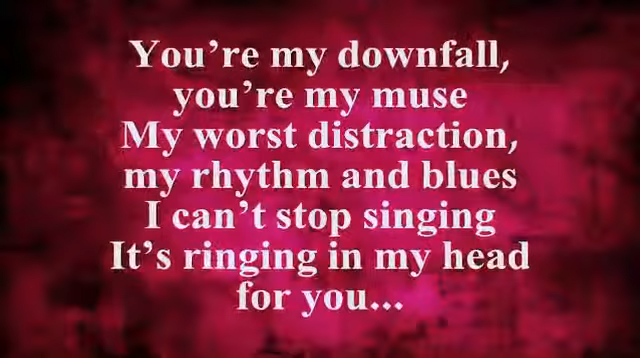 You’re my downfall,
you’re my muse
My worst distraction,
my rhythm and blues
I can’t stop singing
It’s ringing in my head
for you...